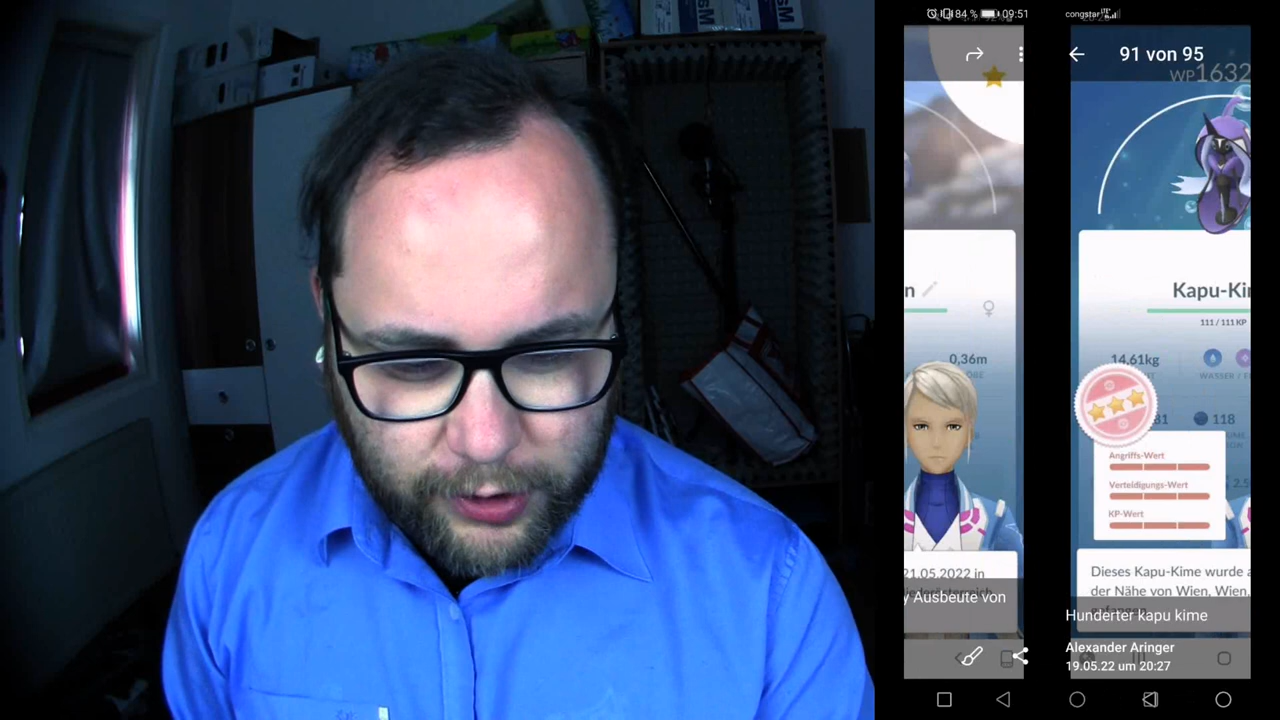 84 % 09:51
congstar
91 von 95
WP1632
n
Kapu-Ki
111 / 111 KP
0,36m
14,61kg
WASSER /
81
118
Angriffs-Wert
Verteidigungs-Wert
KP-Wert
21.05.2022 in
y Ausbeute von
Dieses Kapu-Kime wurde a
der Nähe von Wien, Wien,
Hunderter kapu kime
Alexander Aringer
19.05.22 um 20:27